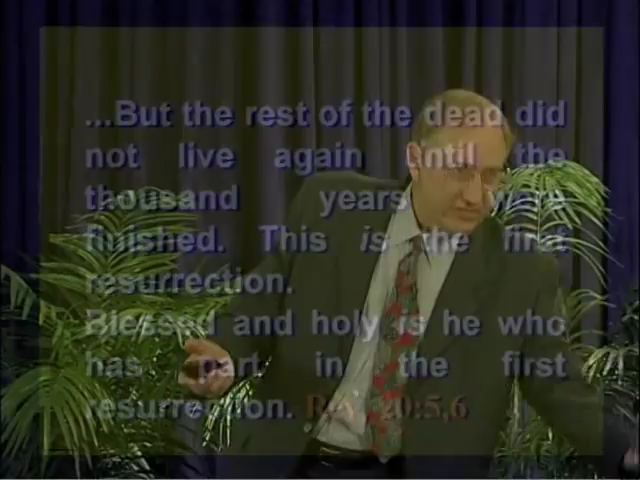 ...But the rest of the dead did
not live again until the
thousand years were
finished. This is the first
resurrection.
Blessed and holy is he who
has part in the first
resurrection. Rev. 20:5,6